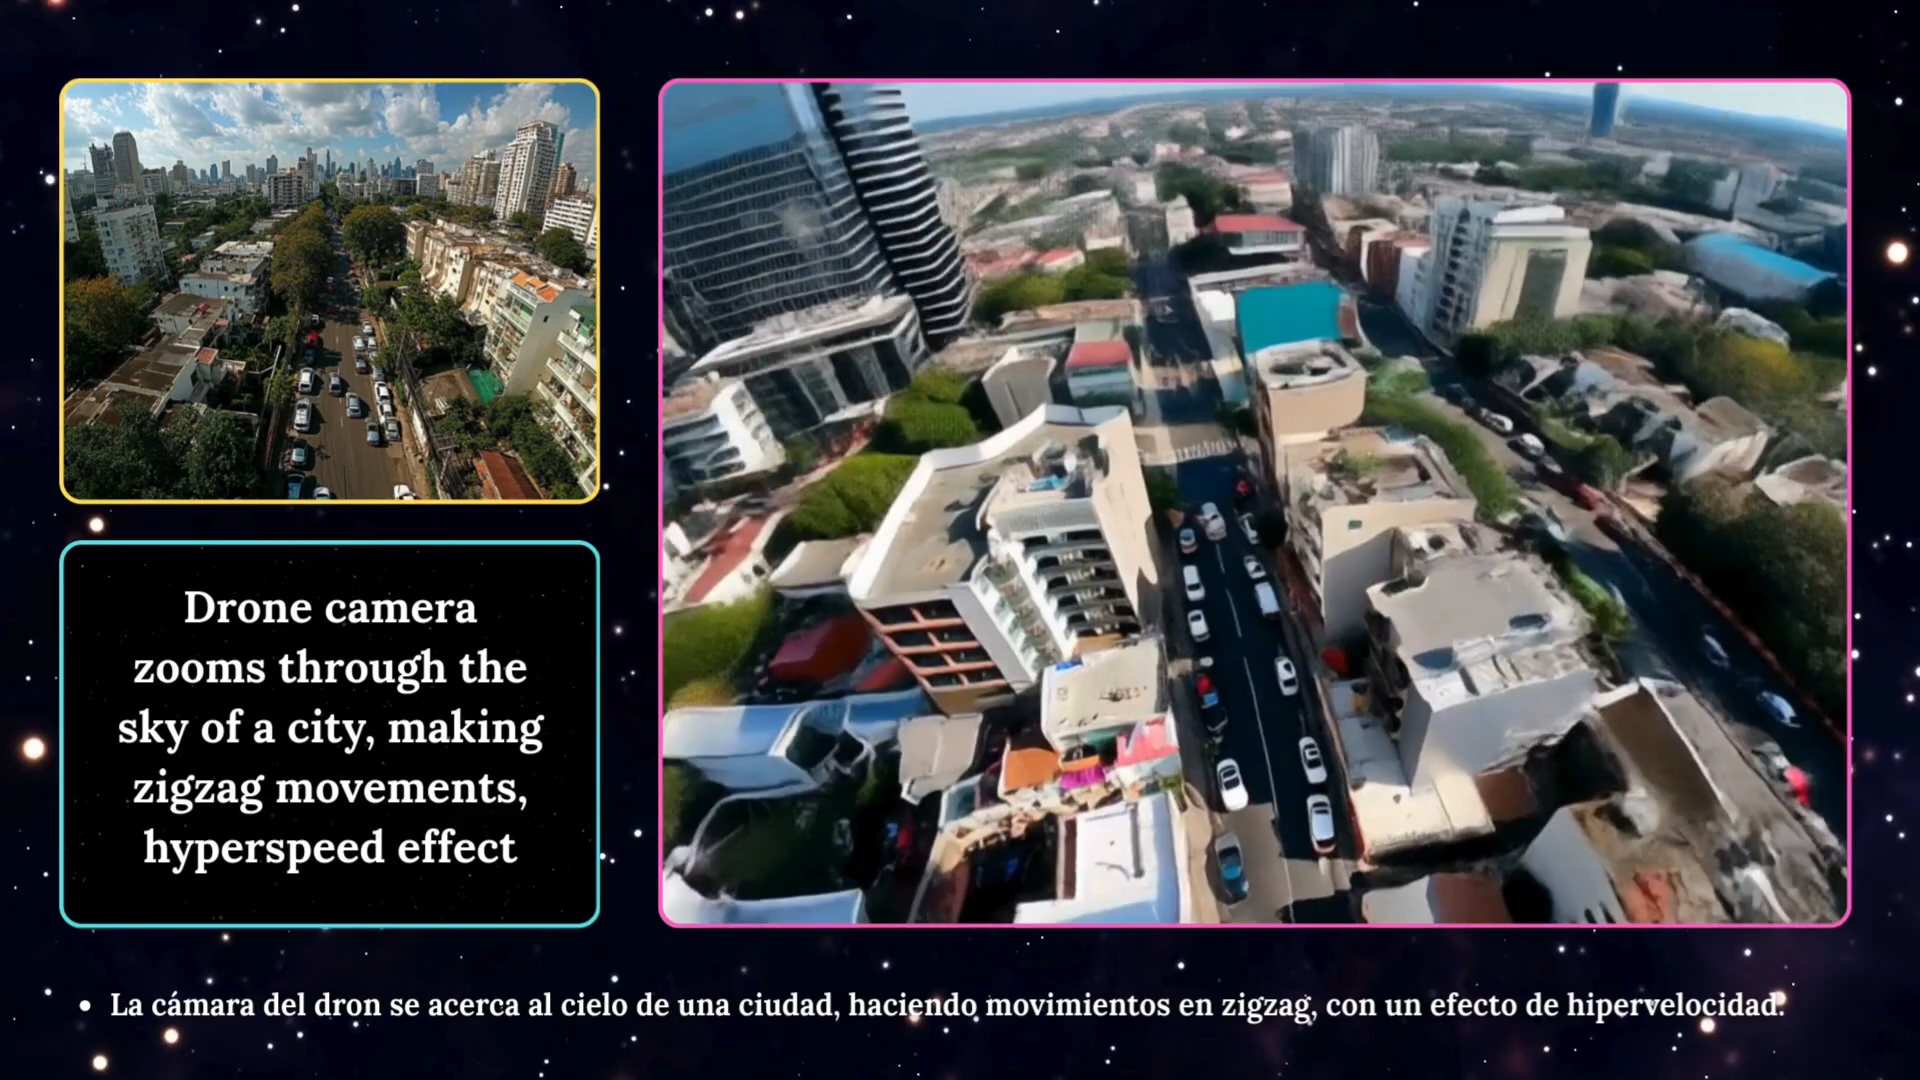 Drone camera
zooms through the
sky of a city, making
zigzag movements,
hyperspeed effect
• La cámara del dron se acerca al cielo de una ciudad, haciendo movimientos en zigzag, con un efecto de hipervelocidad.